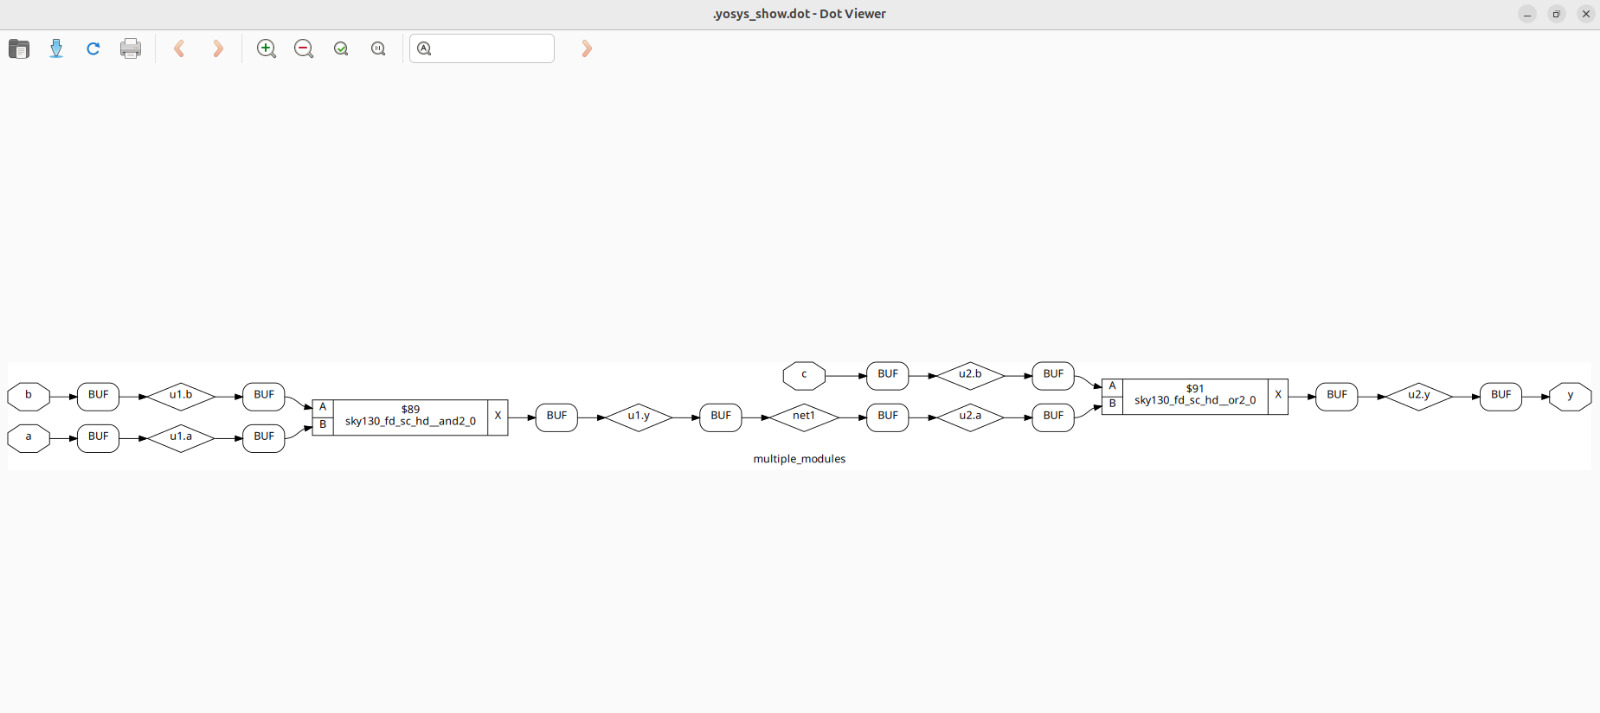 .yosys_show.dot - Dot Viewer
c BUF u2.b BUF
b BUF u1.b BUF
A $89 X
B sky130_fd_sc_hd__and2_0
a BUF u1.a BUF
BUF u1.y BUF net1 BUF u2.a BUF
A $91 X
B sky130_fd_sc_hd__or2_0
BUF u2.y BUF y
multiple_modules